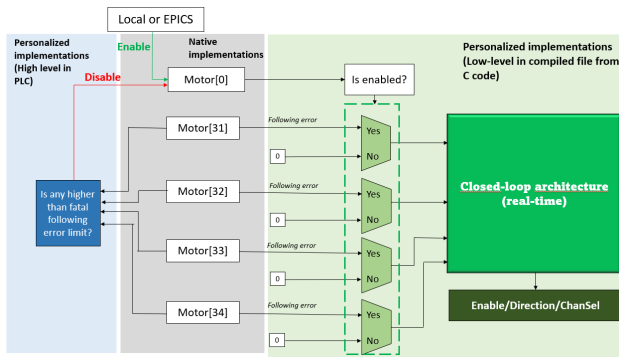 Local or EPICS
Personalized
implementations
(High level in
PLC)
Enable
Native
implementations
Personalized implementations
(Low-level in compiled file from
C code)
Disable
Motor[0]
Is enabled?
Motor[31]
Following error
Yes
No
0
Motor[32]
Following error
Yes
No
0
Is any higher
than fatal
following
error limit?
Closed-loop architecture
(real-time)
Motor[33]
Following error
Yes
No
0
Motor[34]
Following error
Yes
No
0
Enable/Direction/ChanSel